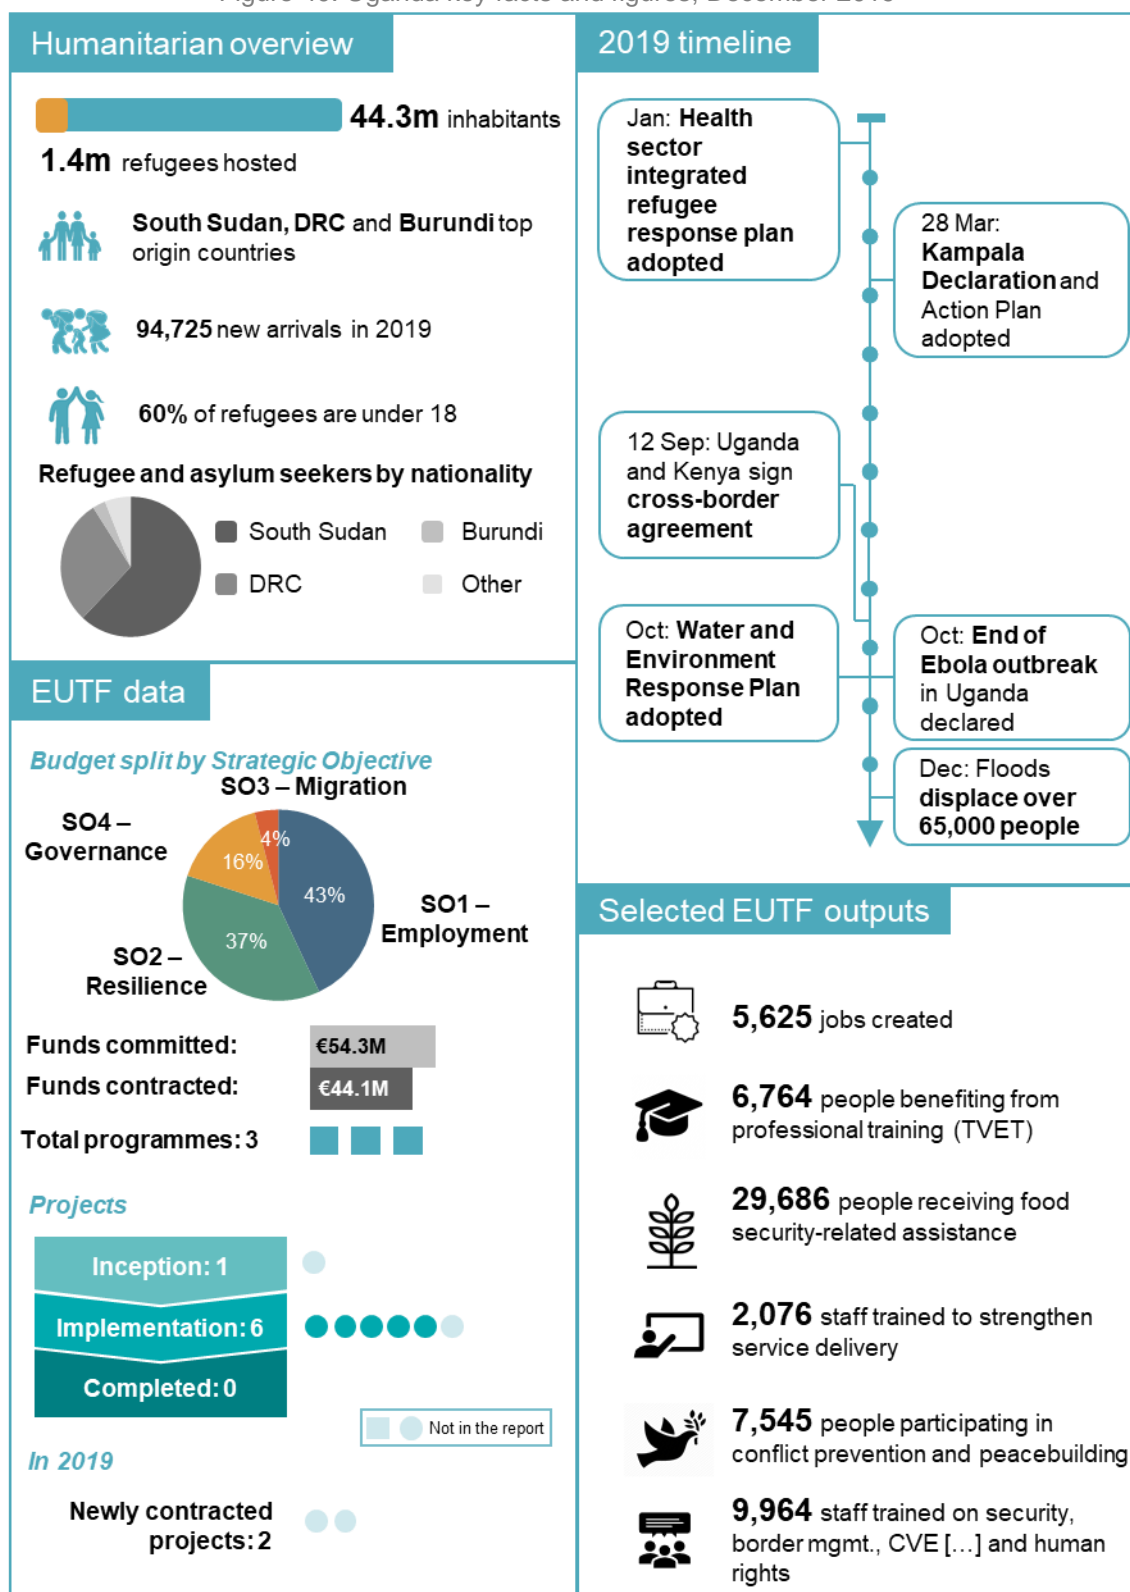 Figure 40: Uganda key facts and figures, December 2019
Humanitarian overview
44.3m inhabitants
1.4m refugees hosted
South Sudan, DRC and Burundi top
origin countries
94,725 new arrivals in 2019
60% of refugees are under 18
Refugee and asylum seekers by nationality
South Sudan
Burundi
DRC
Other
EUTF data
Budget split by Strategic Objective
SO3 – Migration
SO4 –
Governance
4%
16%
43%
SO1 –
Employment
37%
SO2 –
Resilience
Funds committed:
€54.3M
Funds contracted:
€44.1M
Total programmes: 3
Projects
Inception: 1
Implementation: 6
Completed: 0
Not in the report
In 2019
Newly contracted
projects: 2
2019 timeline
Jan: Health
sector
integrated
refugee
response plan
adopted
28 Mar:
Kampala
Declaration and
Action Plan
adopted
12 Sep: Uganda
and Kenya sign
cross-border
agreement
Oct: Water and
Environment
Response Plan
adopted
Oct: End of
Ebola outbreak
in Uganda
declared
Dec: Floods
displace over
65,000 people
Selected EUTF outputs
5,625 jobs created
6,764 people benefiting from
professional training (TVET)
29,686 people receiving food
security-related assistance
2,076 staff trained to strengthen
service delivery
7,545 people participating in
conflict prevention and peacebuilding
9,964 staff trained on security,
border mgmt., CVE [...] and human
rights